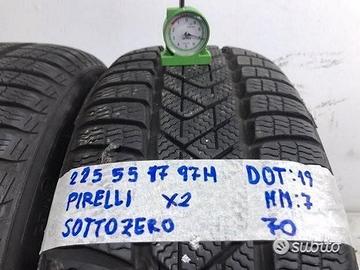 225 55 17 97H DOT:19
PIRELLI X2 MM:7
SOTTOZERO 70
subito